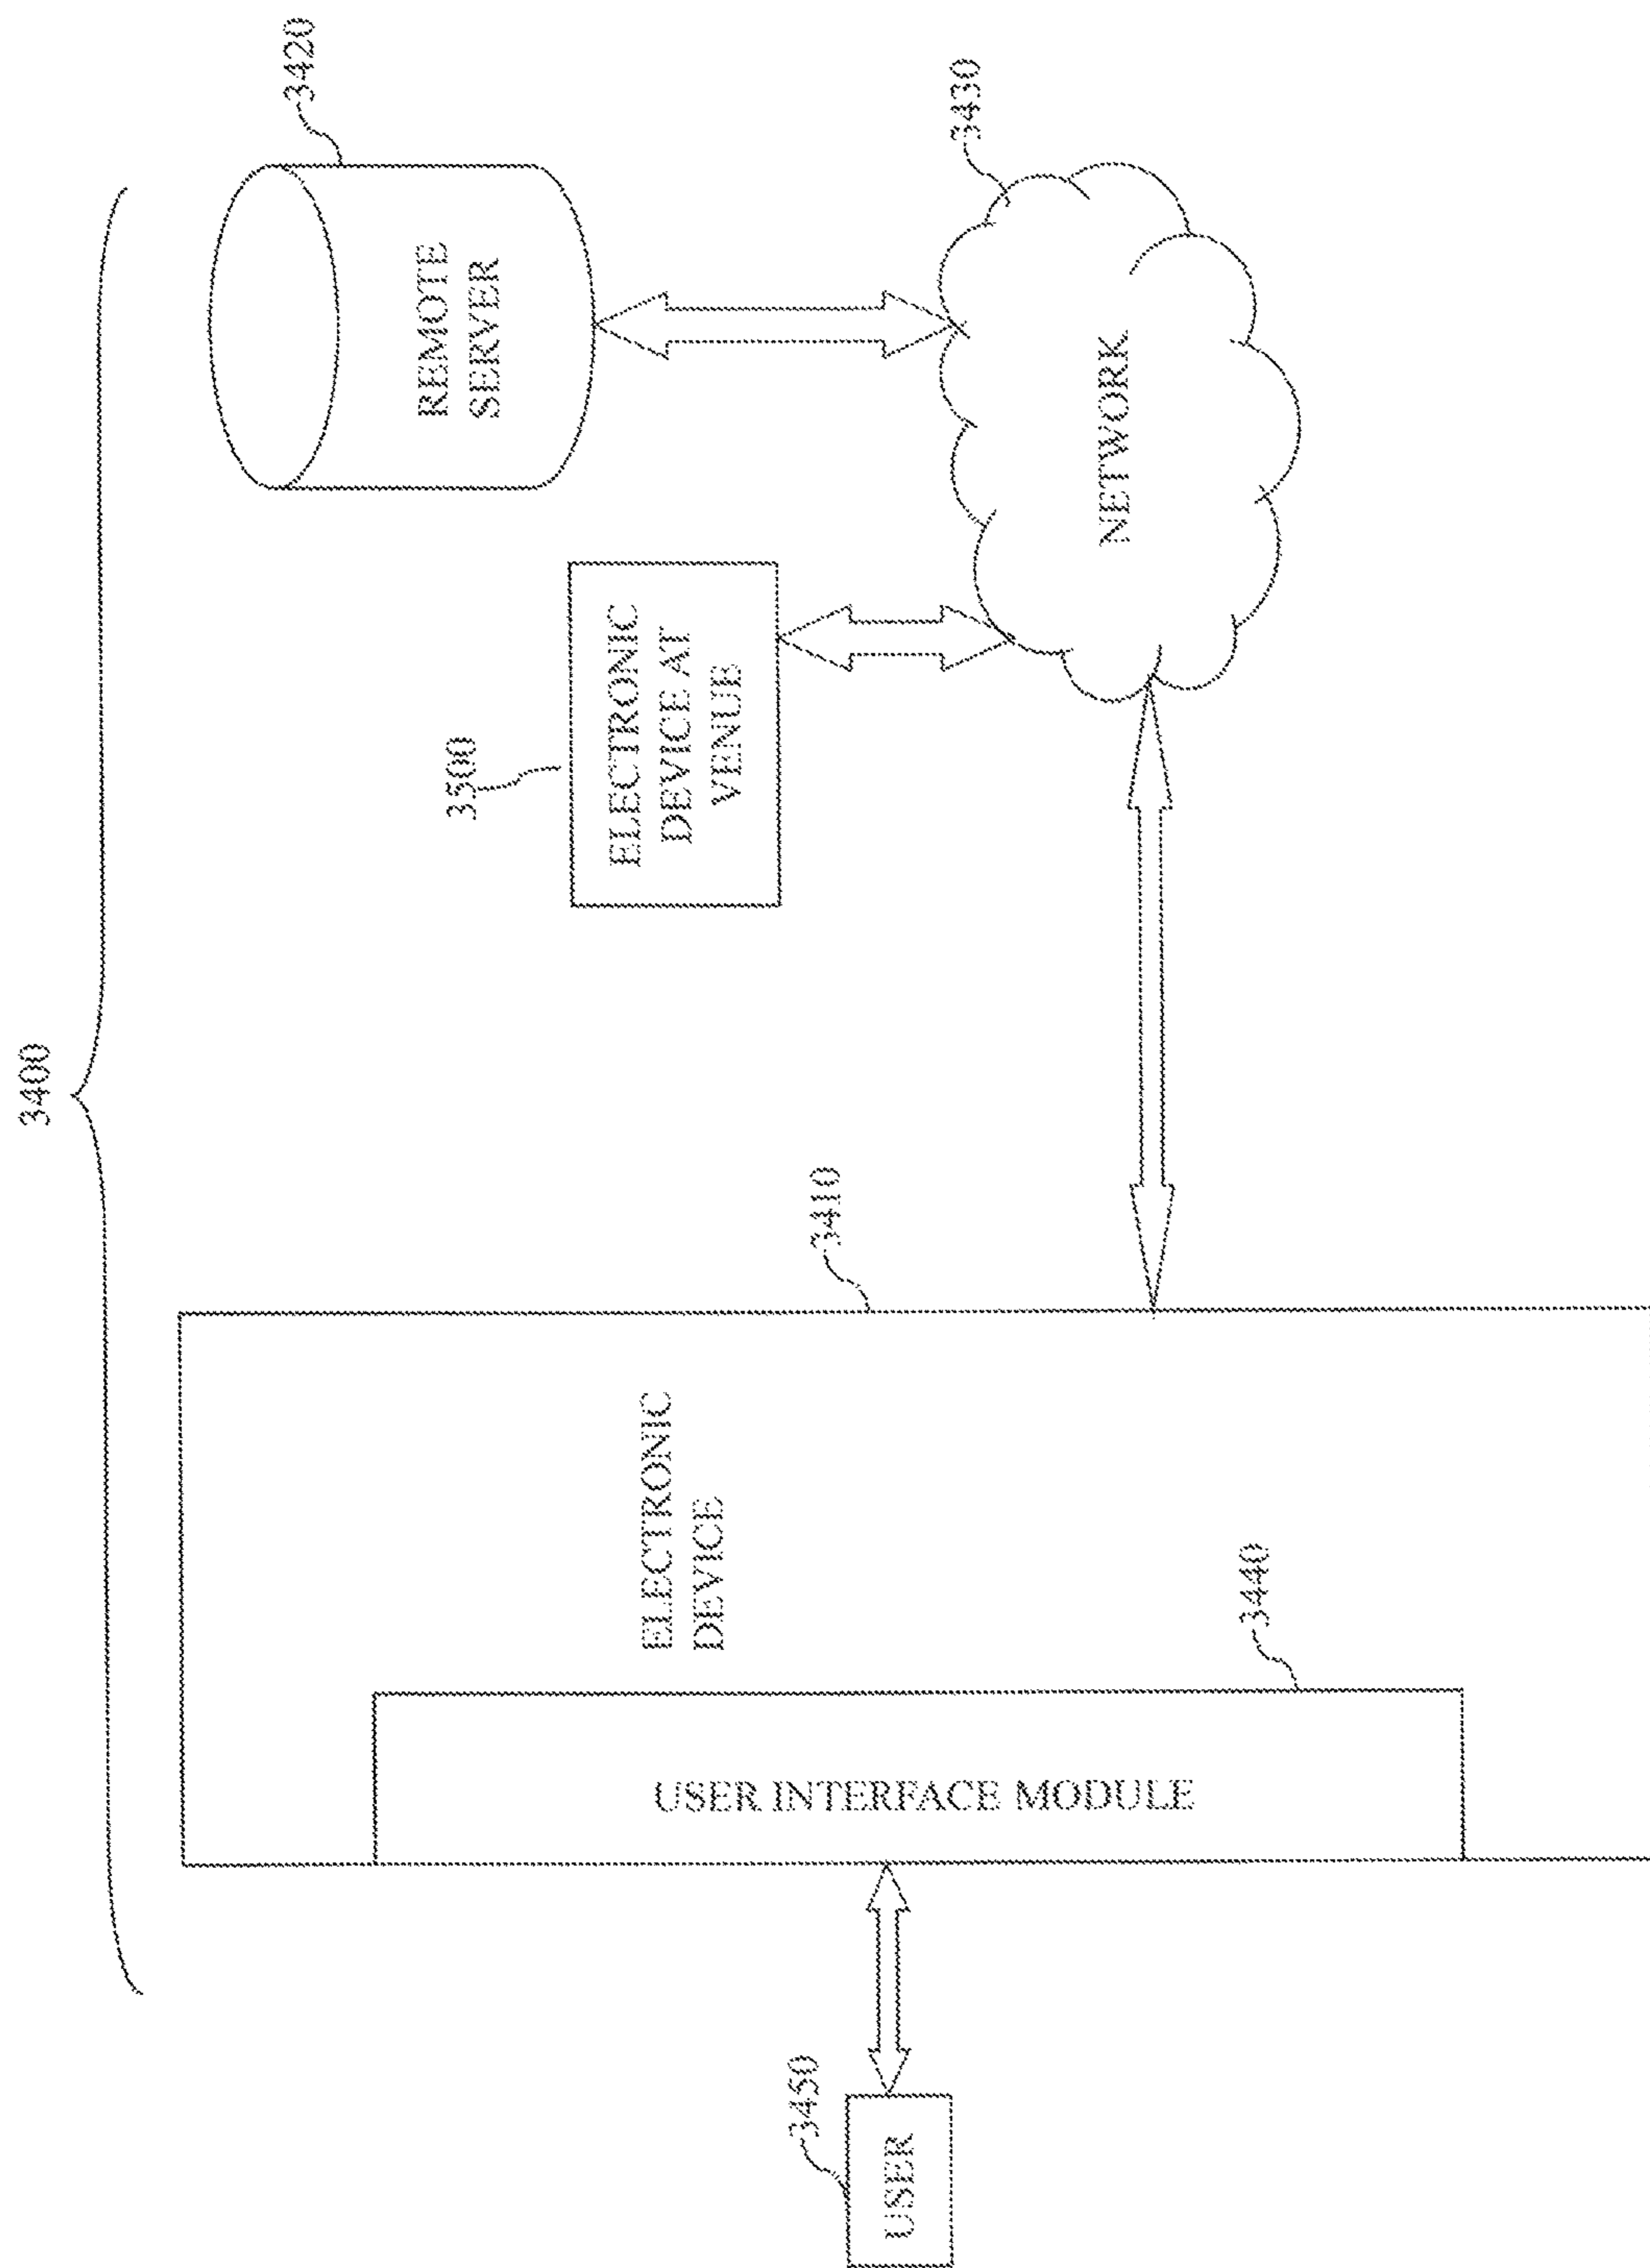 3400
3420
REMOTE
SERVER
3500
ELECTRONIC
DEVICE AT
VENUE
3430
NETWORK
3410
ELECTRONIC
DEVICE
3440
USER INTERFACE MODULE
3450
USER